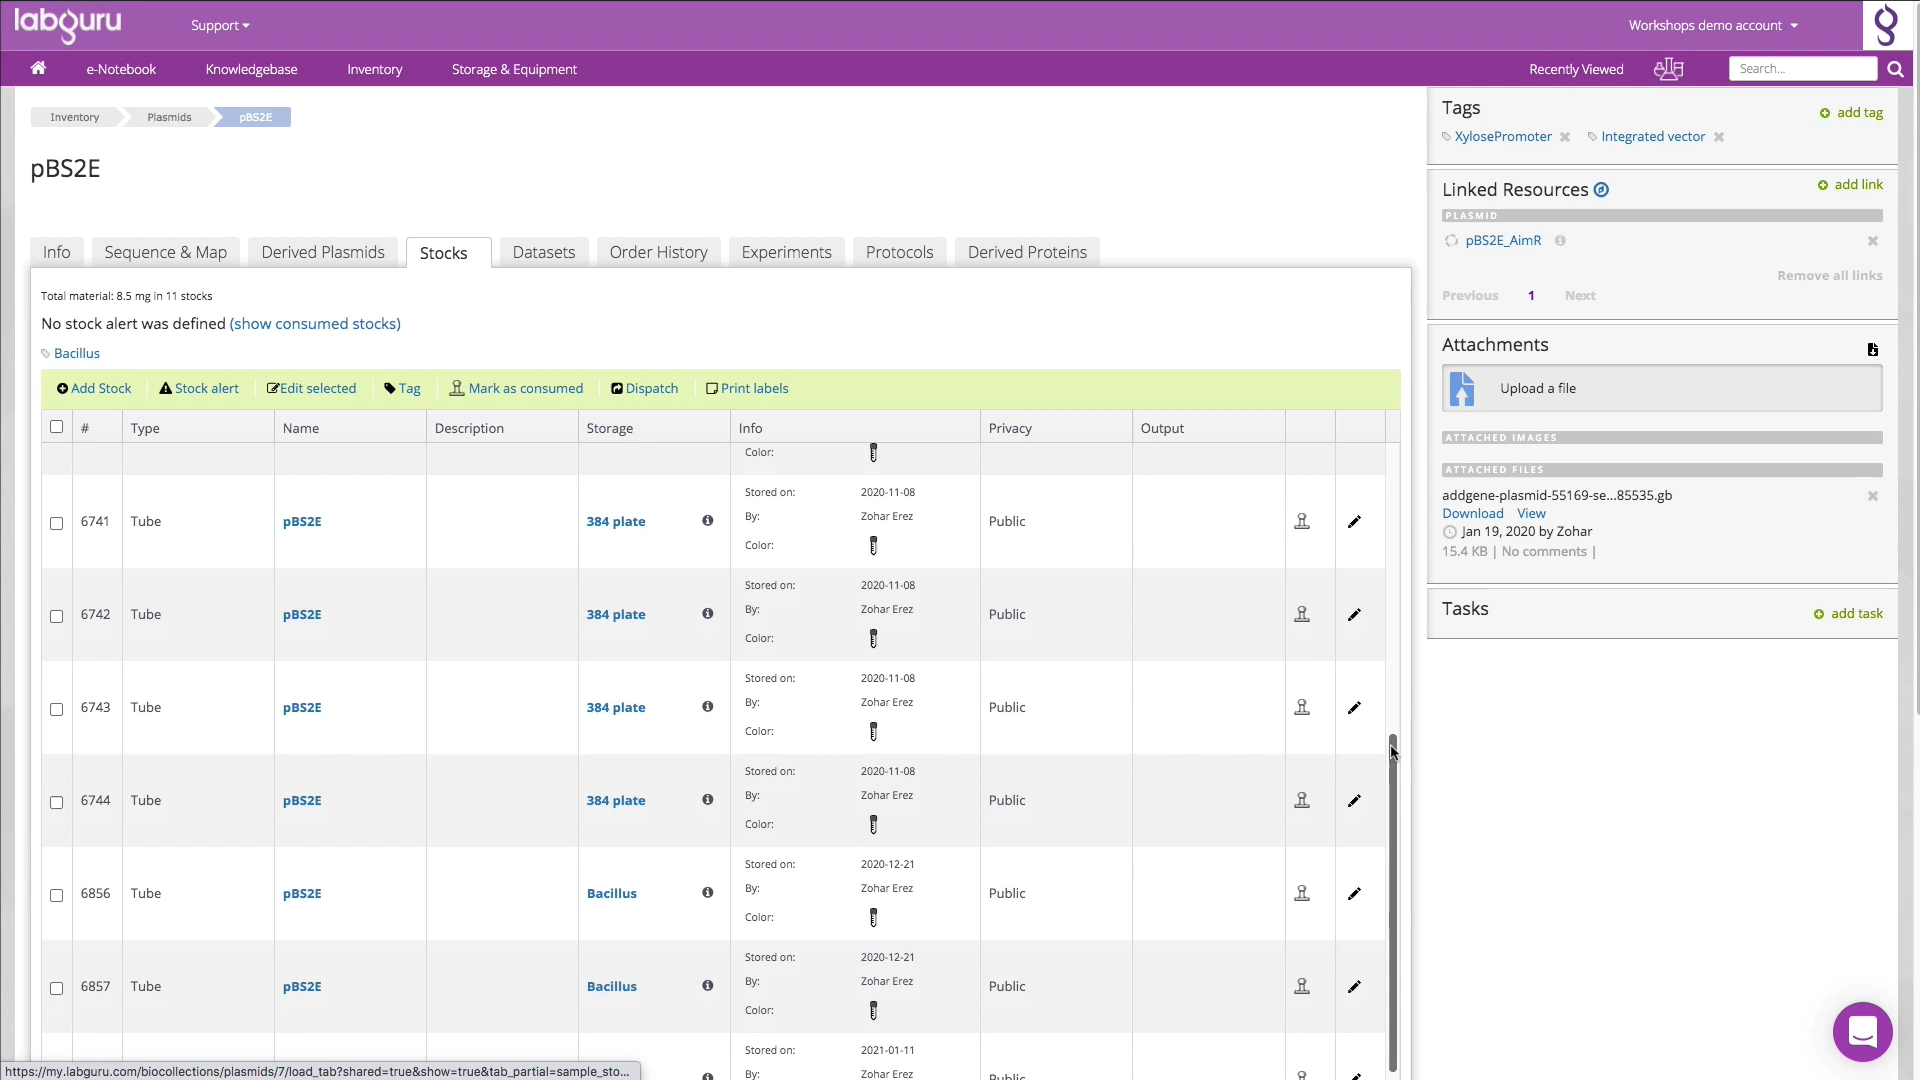 labguru
Support
Workshops demo account
e-Notebook Knowledgebase Inventory Storage & Equipment
Recently Viewed
Search...
Inventory Plasmids pBS2E
pBS2E
Info Sequence & Map Derived Plasmids Stocks Datasets Order History Experiments Protocols Derived Proteins
Total material: 8.5 mg in 11 stocks
No stock alert was defined (show consumed stocks)
Bacillus
Add Stock Stock alert Edit selected Tag Mark as consumed Dispatch Print labels
# Type Name Description Storage Info Privacy Output
Color:
Stored on: 2020-11-08
6741 Tube pBS2E 384 plate By: Zohar Erez Public
Color:
Stored on: 2020-11-08
6742 Tube pBS2E 384 plate By: Zohar Erez Public
Color:
Stored on: 2020-11-08
6743 Tube pBS2E 384 plate By: Zohar Erez Public
Color:
Stored on: 2020-11-08
6744 Tube pBS2E 384 plate By: Zohar Erez Public
Color:
Stored on: 2020-12-21
6856 Tube pBS2E Bacillus By: Zohar Erez Public
Color:
Stored on: 2020-12-21
6857 Tube pBS2E Bacillus By: Zohar Erez Public
Color:
Stored on: 2021-01-11
By: Zohar Erez Public
https://my.labguru.com/biocollections/plasmids/7/load_tab?shared=true&show=true&tab_partial=sample_sto...
Tags
add tag
XylosePromoter Integrated vector
Linked Resources
add link
PLASMID
pBS2E_AimR
Remove all links
Previous 1 Next
Attachments
Upload a file
ATTACHED IMAGES
ATTACHED FILES
addgene-plasmid-55169-se...85535.gb
Download View
Jan 19, 2020 by Zohar
15.4 KB | No comments |
Tasks
add task